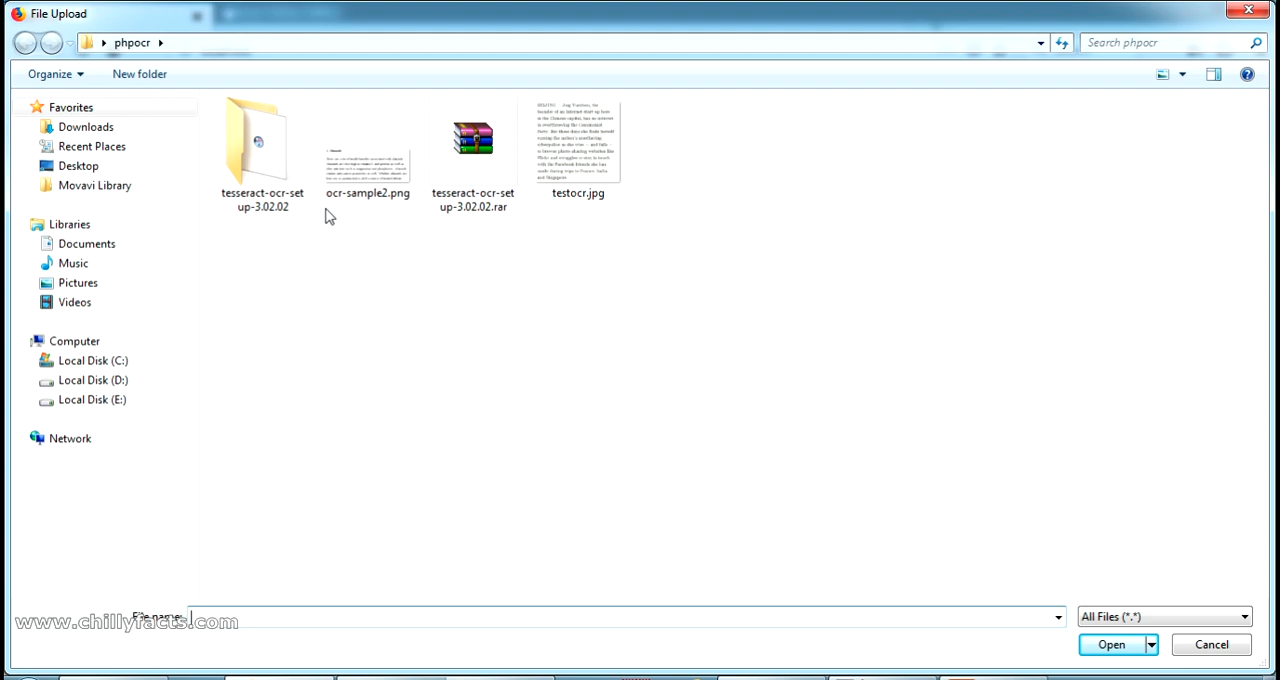 File Upload
phpocr
Search phpocr
Organize
New folder
Favorites
Downloads
Recent Places
Desktop
Movavi Library
Libraries
Documents
Music
Pictures
Videos
Computer
Local Disk (C:)
Local Disk (D:)
Local Disk (E:)
Network
tesseract-ocr-set
up-3.02.02
ocr-sample2.png
tesseract-ocr-set
up-3.02.02.rar
testocr.jpg
File name:
www.chillyfacts.com
All Files (*.*)
Open
Cancel